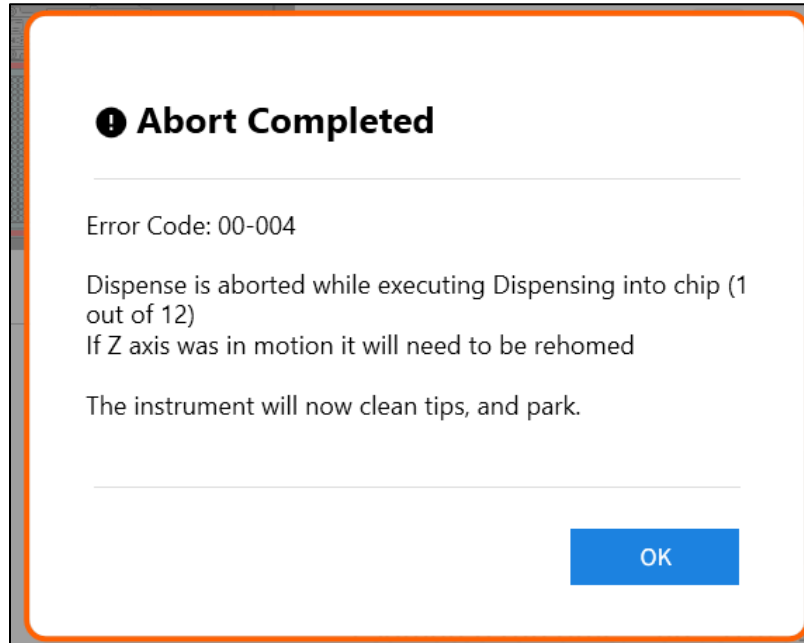 Abort Completed
Error Code: 00-004
Dispense is aborted while executing Dispensing into chip (1
out of 12)
If Z axis was in motion it will need to be rehomed
The instrument will now clean tips, and park.
OK